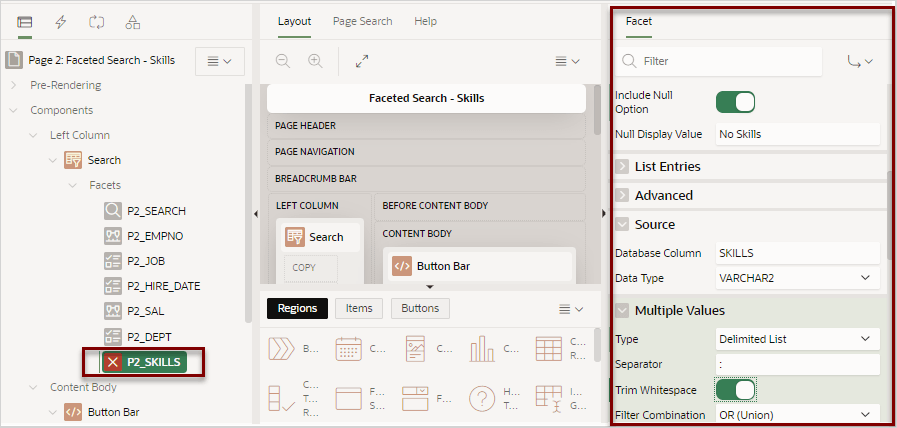 Page 2: Faceted Search - Skills
Pre-Rendering
Components
Left Column
Search
Facets
P2_SEARCH
P2_EMPNO
P2_JOB
P2_HIRE_DATE
P2_SAL
P2_DEPT
P2_SKILLS
Content Body
Button Bar
Layout
Page Search
Help
Faceted Search - Skills
PAGE HEADER
PAGE NAVIGATION
BREADCRUMB BAR
LEFT COLUMN
Search
COPY
BEFORE CONTENT BODY
CONTENT BODY
Button Bar
Regions
Items
Buttons
B...
C...
C...
C...
C...
R...
C...
T...
R...
F...
S...
F...
H...
T...
I...
G...
Facet
Filter
Include Null
Option
Null Display Value
No Skills
List Entries
Advanced
Source
Database Column
SKILLS
Data Type
VARCHAR2
Multiple Values
Type
Delimited List
Separator
:
Trim Whitespace
Filter Combination
OR (Union)